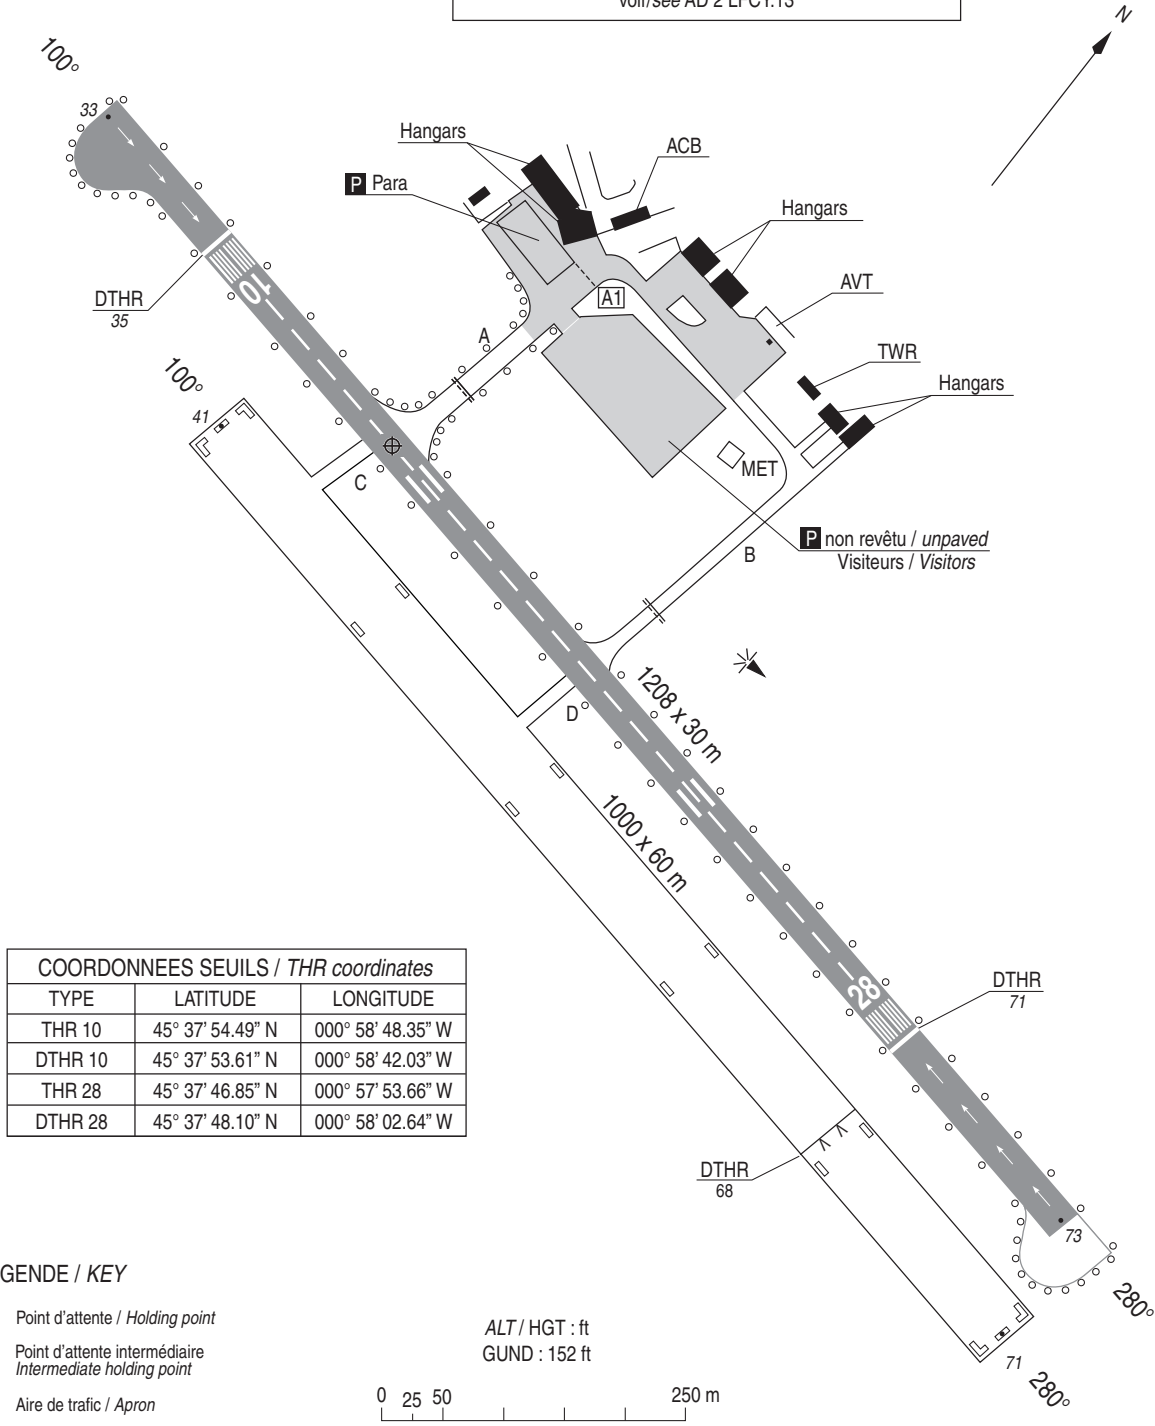 voir/see AD 2 LFCY.13
N
100°
33
Hangars
ACB
P Para
Hangars
DTHR
35
A1
AVT
A
TWR
Hangars
100°
41
MET
C
P non revêtu / unpaved
Visiteurs / Visitors
B
10
1208 x 30 m
D
1000 x 60 m
28
DTHR
71
COORDONNEES SEUILS / THR coordinates
TYPE LATITUDE LONGITUDE
THR 10 45° 37’ 54.49” N 000° 58’ 48.35” W
DTHR 10 45° 37’ 53.61” N 000° 58’ 42.03” W
THR 28 45° 37’ 46.85” N 000° 57’ 53.66” W
DTHR 28 45° 37’ 48.10” N 000° 58’ 02.64” W
DTHR
68
73
280°
GENDE / KEY
Point d’attente / Holding point
Point d’attente intermédiaire
Intermediate holding point
Aire de trafic / Apron
ALT / HGT : ft
GUND : 152 ft
71
280°
0 25 50 250 m